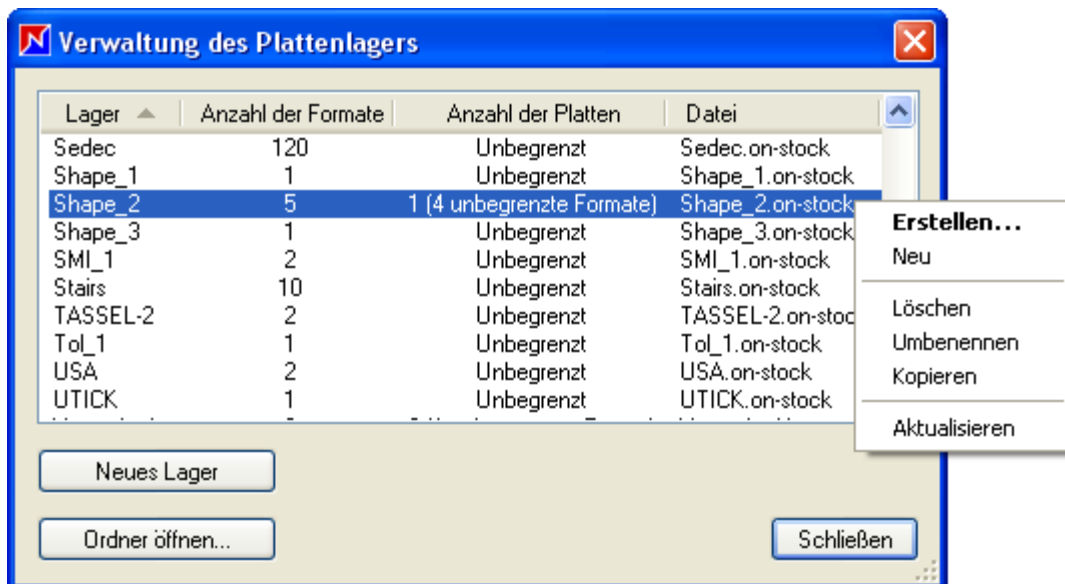 Verwaltung des Plattenlagers
Lager Anzahl der Formate Anzahl der Platten Datei
Sedec 120 Unbegrenzt Sedec.on-stock
Shape_1 1 Unbegrenzt Shape_1.on-stock
Shape_2 5 1 (4 unbegrenzte Formate) Shape_2.on-stock
Shape_3 1 Unbegrenzt Shape_3.on-stock
SMI_1 2 Unbegrenzt SMI_1.on-stock
Stairs 10 Unbegrenzt Stairs.on-stock
TASSEL-2 2 Unbegrenzt TASSEL-2.on-stoc
Tol_1 1 Unbegrenzt Tol_1.on-stock
USA 2 Unbegrenzt USA.on-stock
UTICK 1 Unbegrenzt UTICK.on-stock
Erstellen...
Neu
Löschen
Umbenennen
Kopieren
Aktualisieren
Neues Lager
Ordner öffnen...
Schließen